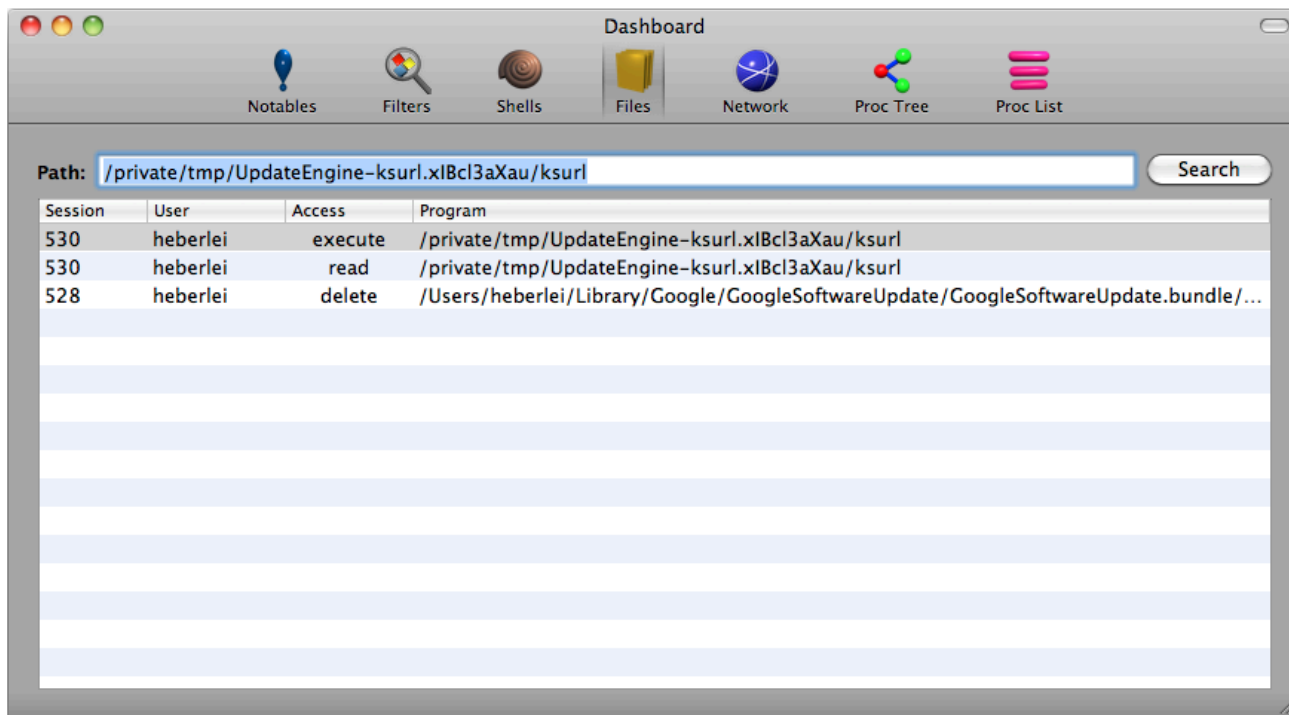 Dashboard
Notables Filters Shells Files Network Proc Tree Proc List
Path: /private/tmp/UpdateEngine-ksurl.xIBcl3aXau/ksurl Search
Session User Access Program
530 heberlei execute /private/tmp/UpdateEngine-ksurl.xIBcl3aXau/ksurl
530 heberlei read /private/tmp/UpdateEngine-ksurl.xIBcl3aXau/ksurl
528 heberlei delete /Users/heberlei/Library/Google/GoogleSoftwareUpdate/GoogleSoftwareUpdate.bundle/...